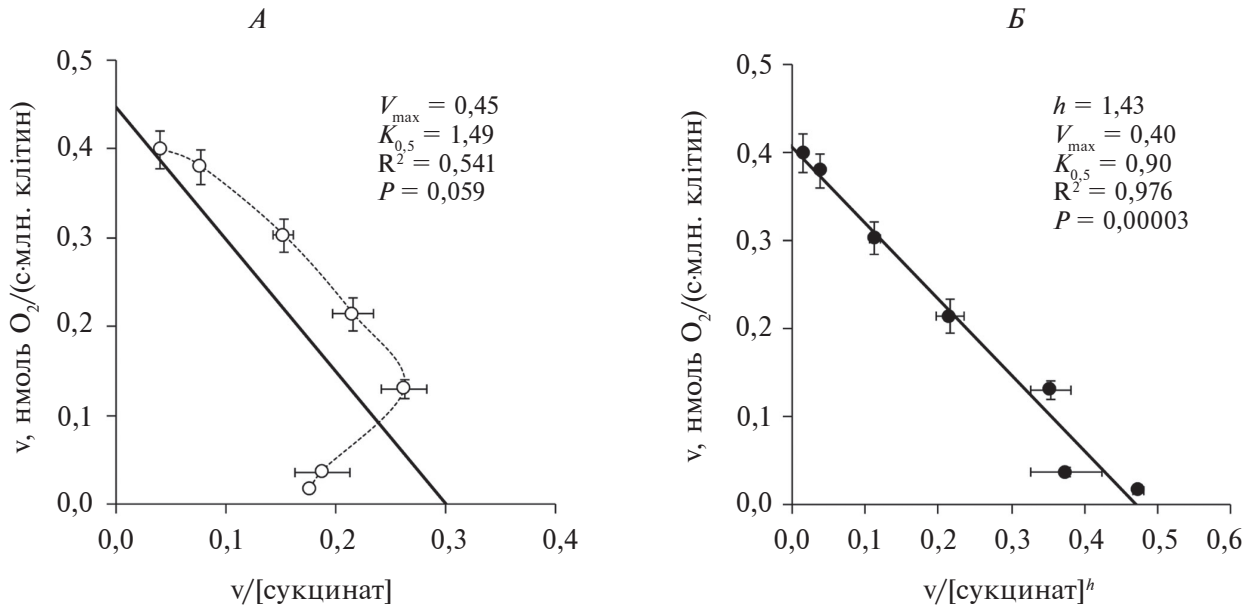 А
0,5
0,4
0,3
0,2
0,1
0,0
0,0
0,1
0,2
0,3
0,4
v, нмоль O₂/(с·млн. клітин)
v/[сукцинат]
Vmax = 0,45
K0,5 = 1,49
R² = 0,541
P = 0,059
Б
0,5
0,4
0,3
0,2
0,1
0,0
0,0
0,1
0,2
0,3
0,4
0,5
0,6
v, нмоль O₂/(с·млн. клітин)
v/[сукцинат]ʰ
h = 1,43
Vmax = 0,40
K0,5 = 0,90
R² = 0,976
P = 0,00003